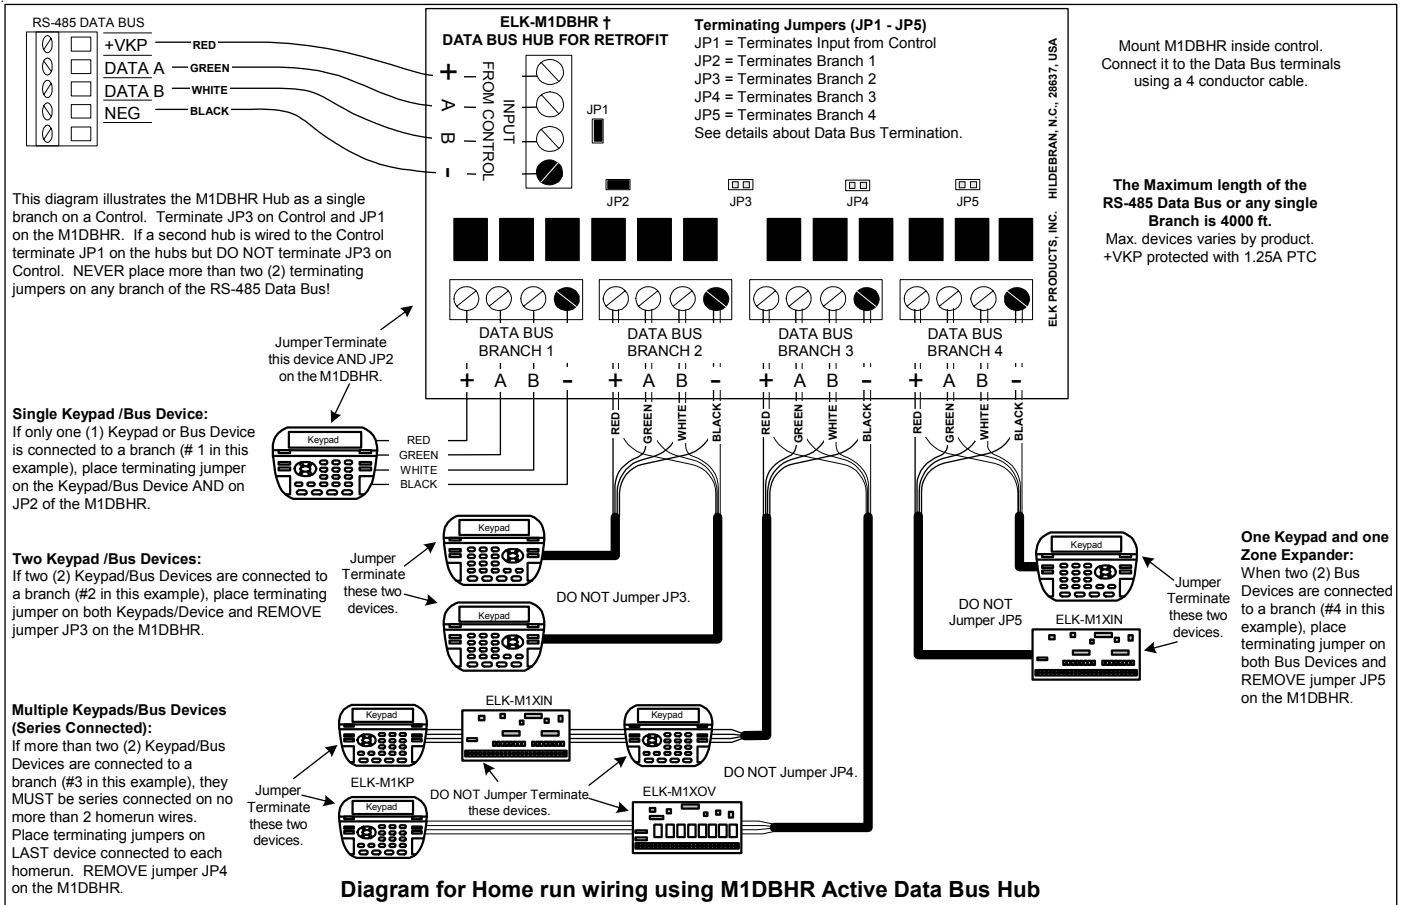 RS-485 DATA BUS
+VKP
DATA A
DATA B
NEG
RED
GREEN
WHITE
BLACK
ELK-M1DBHR †
DATA BUS HUB FOR RETROFIT
+
A
B
-
FROM CONTROL
INPUT
JP1
Terminating Jumpers (JP1 - JP5)
JP1 = Terminates Input from Control
JP2 = Terminates Branch 1
JP3 = Terminates Branch 2
JP4 = Terminates Branch 3
JP5 = Terminates Branch 4
See details about Data Bus Termination.
JP2
JP3
JP4
JP5
ELK PRODUCTS, INC. HILDEBRAN, N.C., 28637, USA
Mount M1DBHR inside control.
Connect it to the Data Bus terminals
using a 4 conductor cable.
The Maximum length of the
RS-485 Data Bus or any single
Branch is 4000 ft.
Max. devices varies by product.
+VKP protected with 1.25A PTC
This diagram illustrates the M1DBHR Hub as a single
branch on a Control. Terminate JP3 on Control and JP1
on the M1DBHR. If a second hub is wired to the Control
terminate JP1 on the hubs but DO NOT terminate JP3 on
Control. NEVER place more than two (2) terminating
jumpers on any branch of the RS-485 Data Bus!
DATA BUS
BRANCH 1
+ A B -
DATA BUS
BRANCH 2
+ A B -
DATA BUS
BRANCH 3
+ A B -
DATA BUS
BRANCH 4
+ A B -
RED
GREEN
WHITE
BLACK
RED
GREEN
WHITE
BLACK
RED
GREEN
WHITE
BLACK
Jumper Terminate
this device AND JP2
on the M1DBHR.
Single Keypad /Bus Device:
If only one (1) Keypad or Bus Device
is connected to a branch (# 1 in this
example), place terminating jumper
on the Keypad/Bus Device AND on
JP2 of the M1DBHR.
Keypad
RED
GREEN
WHITE
BLACK
Two Keypad /Bus Devices:
If two (2) Keypad/Bus Devices are connected to
a branch (#2 in this example), place terminating
jumper on both Keypads/Device and REMOVE
jumper JP3 on the M1DBHR.
Jumper
Terminate
these two
devices.
Keypad
Keypad
DO NOT Jumper JP3.
DO NOT
Jumper JP5
Keypad
ELK-M1XIN
Jumper
Terminate
these two
devices.
One Keypad and one
Zone Expander:
When two (2) Bus
Devices are connected
to a branch (#4 in this
example), place
terminating jumper on
both Bus Devices and
REMOVE jumper JP5
on the M1DBHR.
Multiple Keypads/Bus Devices
(Series Connected):
If more than two (2) Keypad/Bus
Devices are connected to a
branch (#3 in this example), they
MUST be series connected on no
more than 2 homerun wires.
Place terminating jumpers on
LAST device connected to each
homerun. REMOVE jumper JP4
on the M1DBHR.
Jumper
Terminate
these two
devices.
Keypad
ELK-M1XIN
Keypad
ELK-M1KP
Keypad
DO NOT Jumper Terminate
these devices.
ELK-M1XOV
DO NOT Jumper JP4.
Diagram for Home run wiring using M1DBHR Active Data Bus Hub